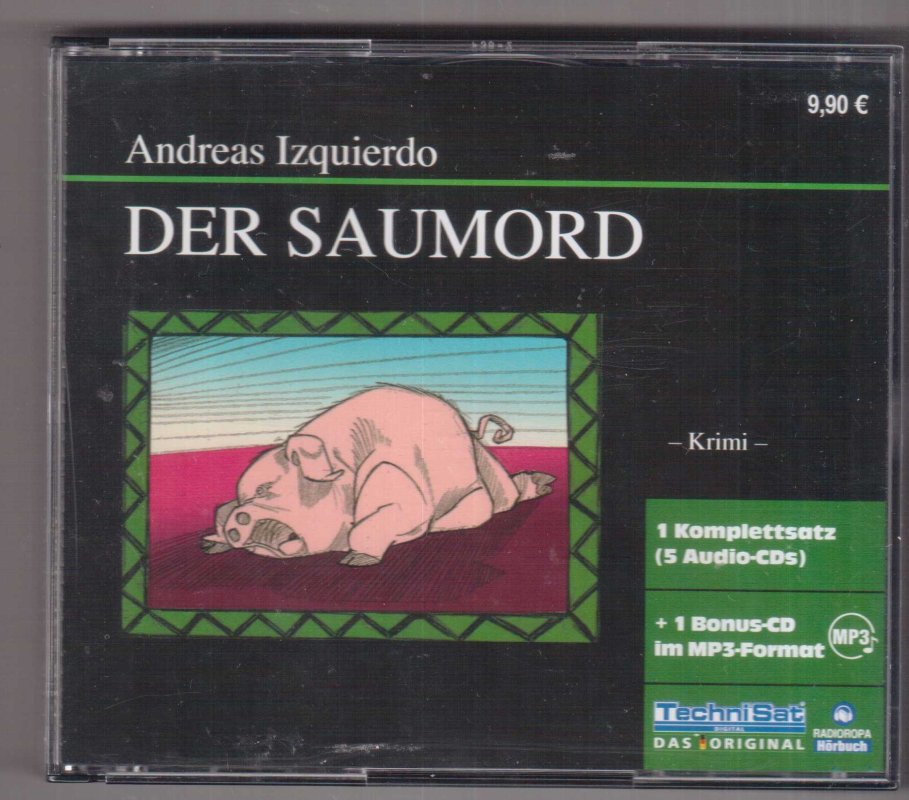 9,90 €
Andreas Izquierdo
DER SAUMORD
– Krimi –
1 Komplettsatz
(5 Audio-CDs)
+ 1 Bonus-CD
im MP3-Format
MP3
TechniSat
DIGITAL
DAS ORIGINAL
RADIOROPA
Hörbuch